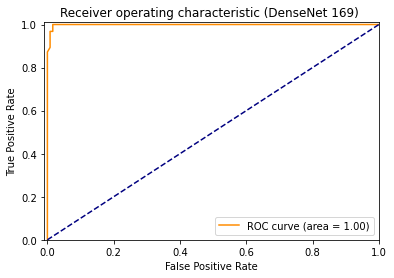 Receiver operating characteristic (DenseNet 169)
1.0
0.8
0.6
0.4
0.2
0.0
True Positive Rate
ROC curve (area = 1.00)
0.0 0.2 0.4 0.6 0.8 1.0
False Positive Rate